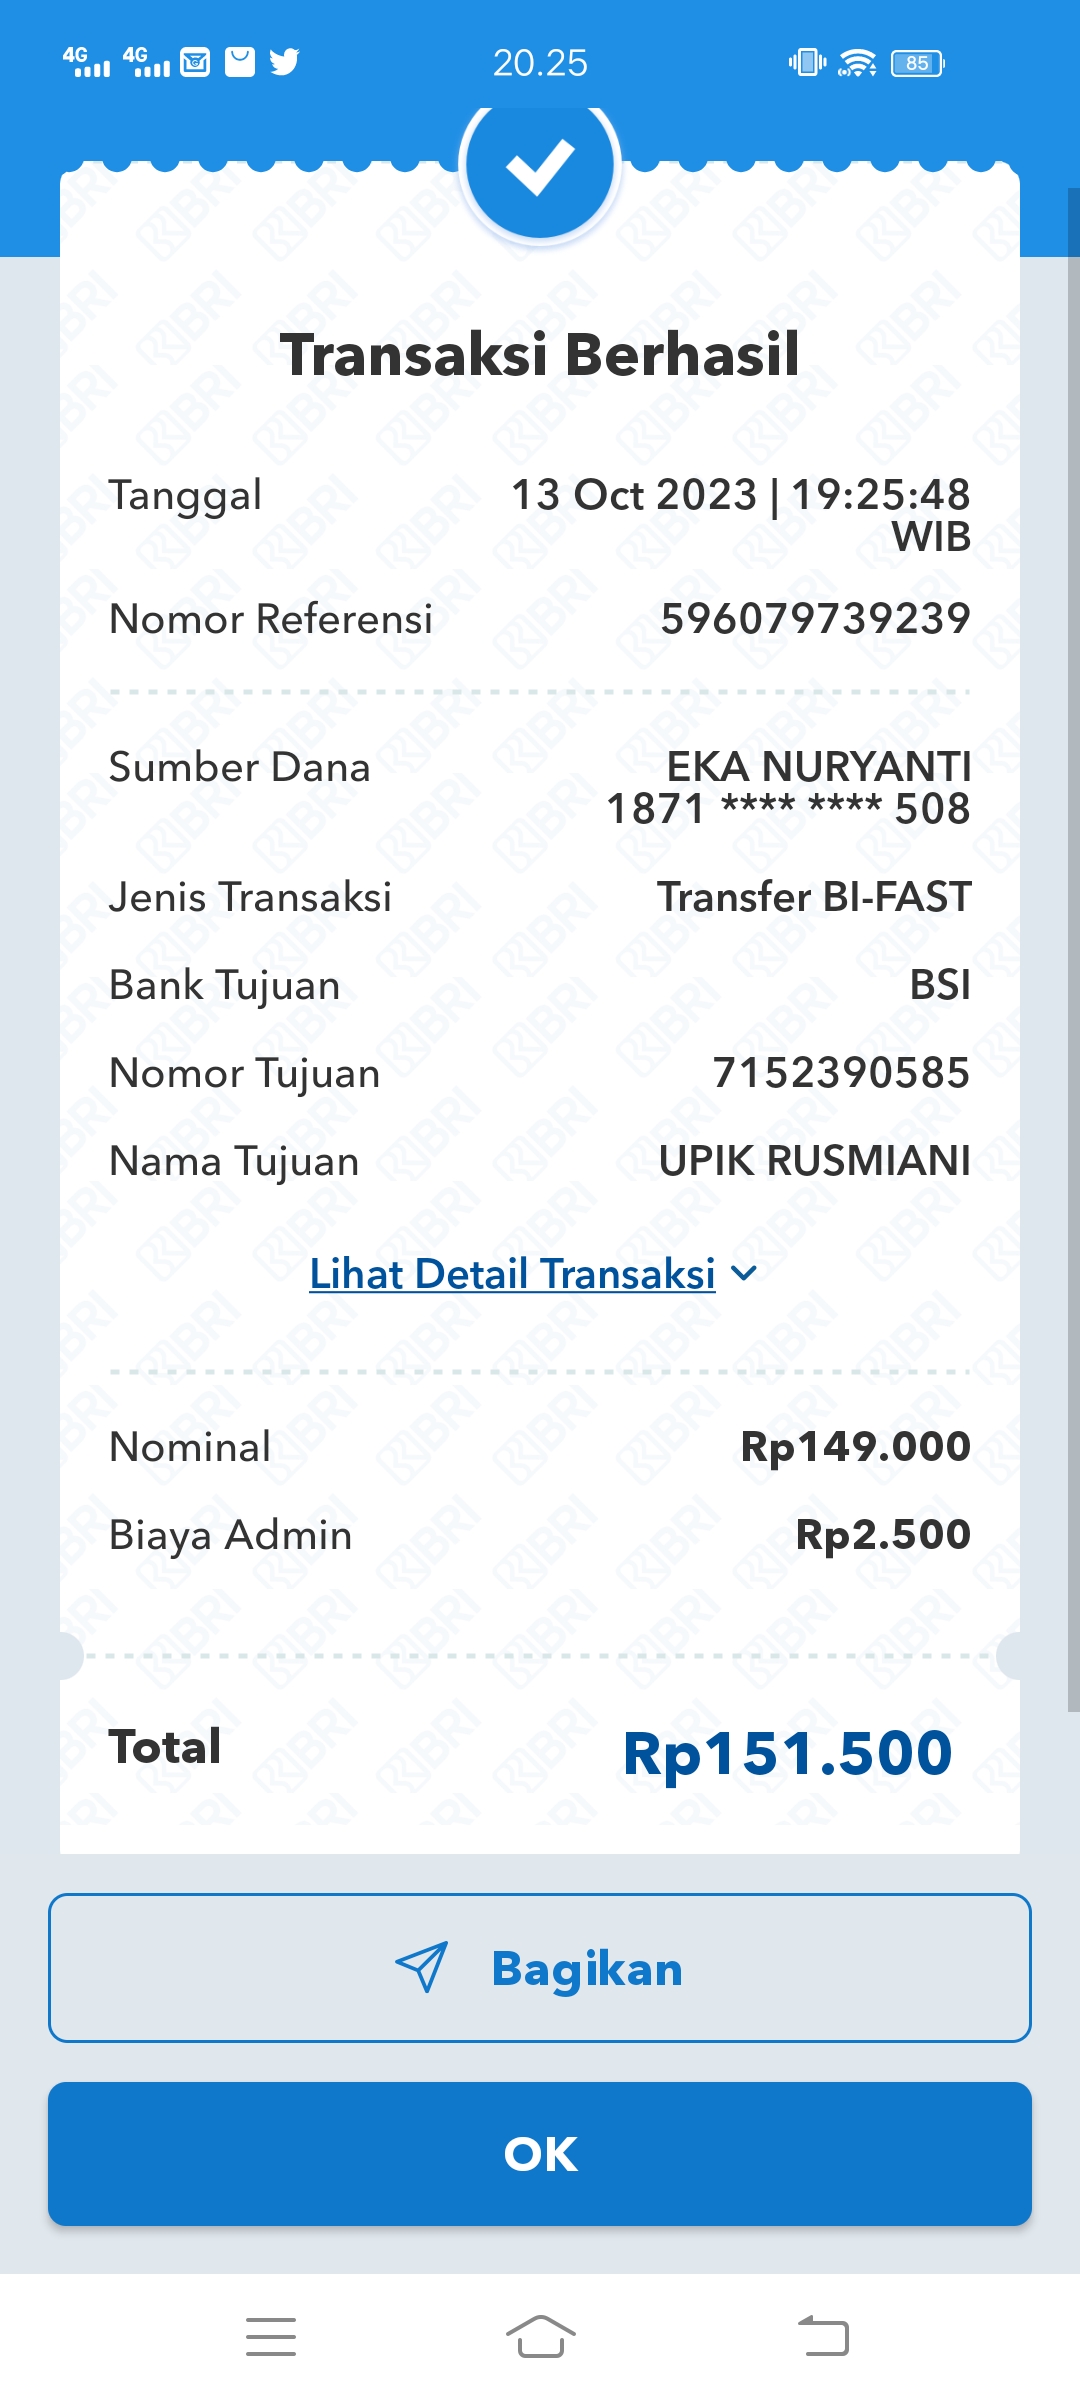 4G 4G 20.25 85
Transaksi Berhasil
Tanggal 13 Oct 2023 | 19:25:48
WIB
Nomor Referensi 596079739239
Sumber Dana EKA NURYANTI
1871 **** **** 508
Jenis Transaksi Transfer BI-FAST
Bank Tujuan BSI
Nomor Tujuan 7152390585
Nama Tujuan UPIK RUSMIANI
Lihat Detail Transaksi
Nominal Rp149.000
Biaya Admin Rp2.500
Total Rp151.500
Bagikan
OK